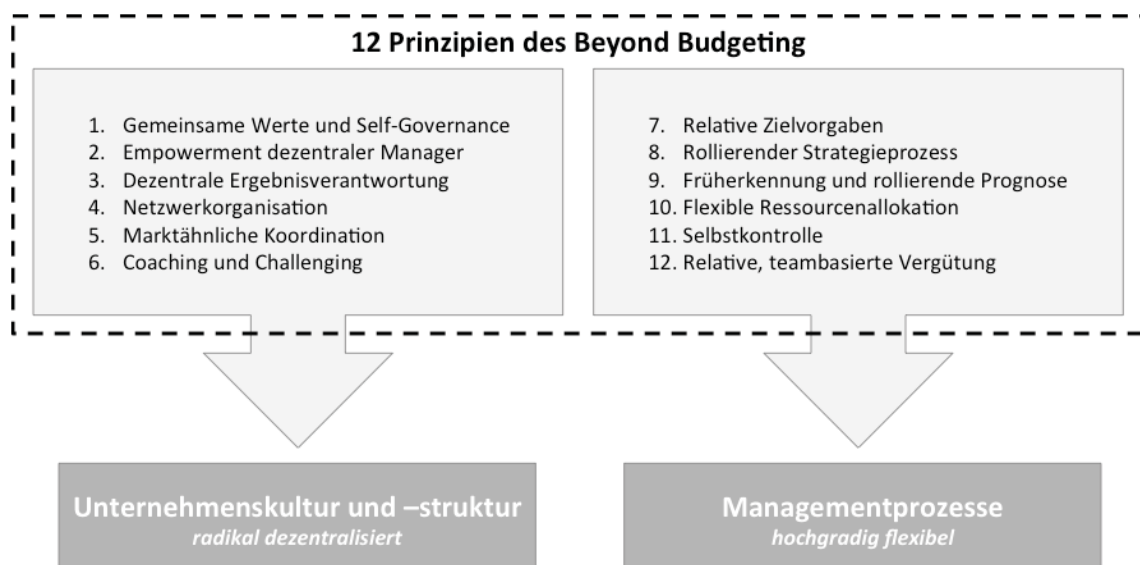 12 Prinzipien des Beyond Budgeting
1. Gemeinsame Werte und Self-Governance
2. Empowerment dezentraler Manager
3. Dezentrale Ergebnisverantwortung
4. Netzwerkorganisation
5. Marktähnliche Koordination
6. Coaching und Challenging
7. Relative Zielvorgaben
8. Rollierender Strategieprozess
9. Früherkennung und rollierende Prognose
10. Flexible Ressourcenallokation
11. Selbstkontrolle
12. Relative, teambasierte Vergütung
Unternehmenskultur und –struktur
radikal dezentralisiert
Managementprozesse
hochgradig flexibel